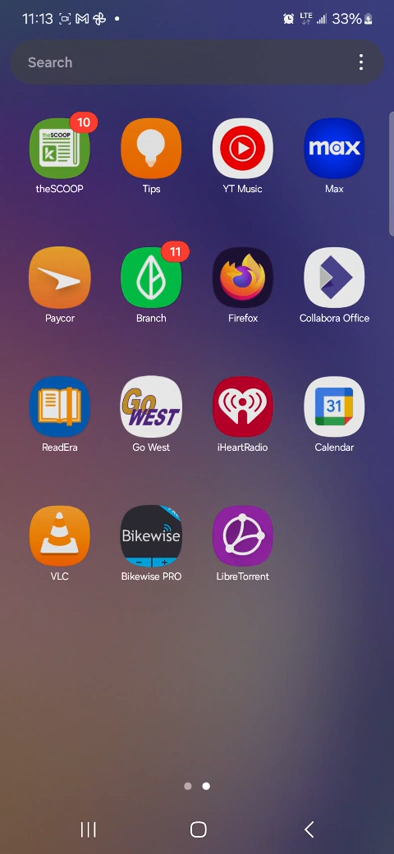 11:13
LTE
33%
Search
10
theSCOOP
k
Tips
YT Music
max
Max
Paycor
11
Branch
Firefox
Collabora Office
ReadEra
Go
WEST
Go West
iHeartRadio
31
Calendar
VLC
Bikewise
Bikewise PRO
LibreTorrent